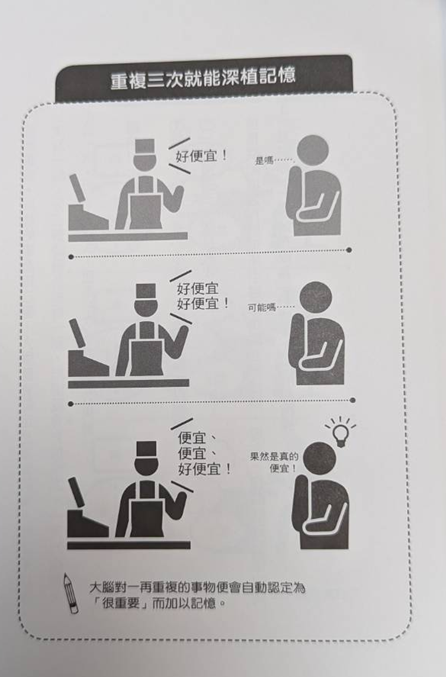 重複三次就能深植記憶
好便宜！
是嗎……
好便宜
好便宜！
可能嗎……
便宜、
便宜、
好便宜！
果然是真的
便宜！
大腦對一再重複的事物便會自動認定為
「很重要」而加以記憶。